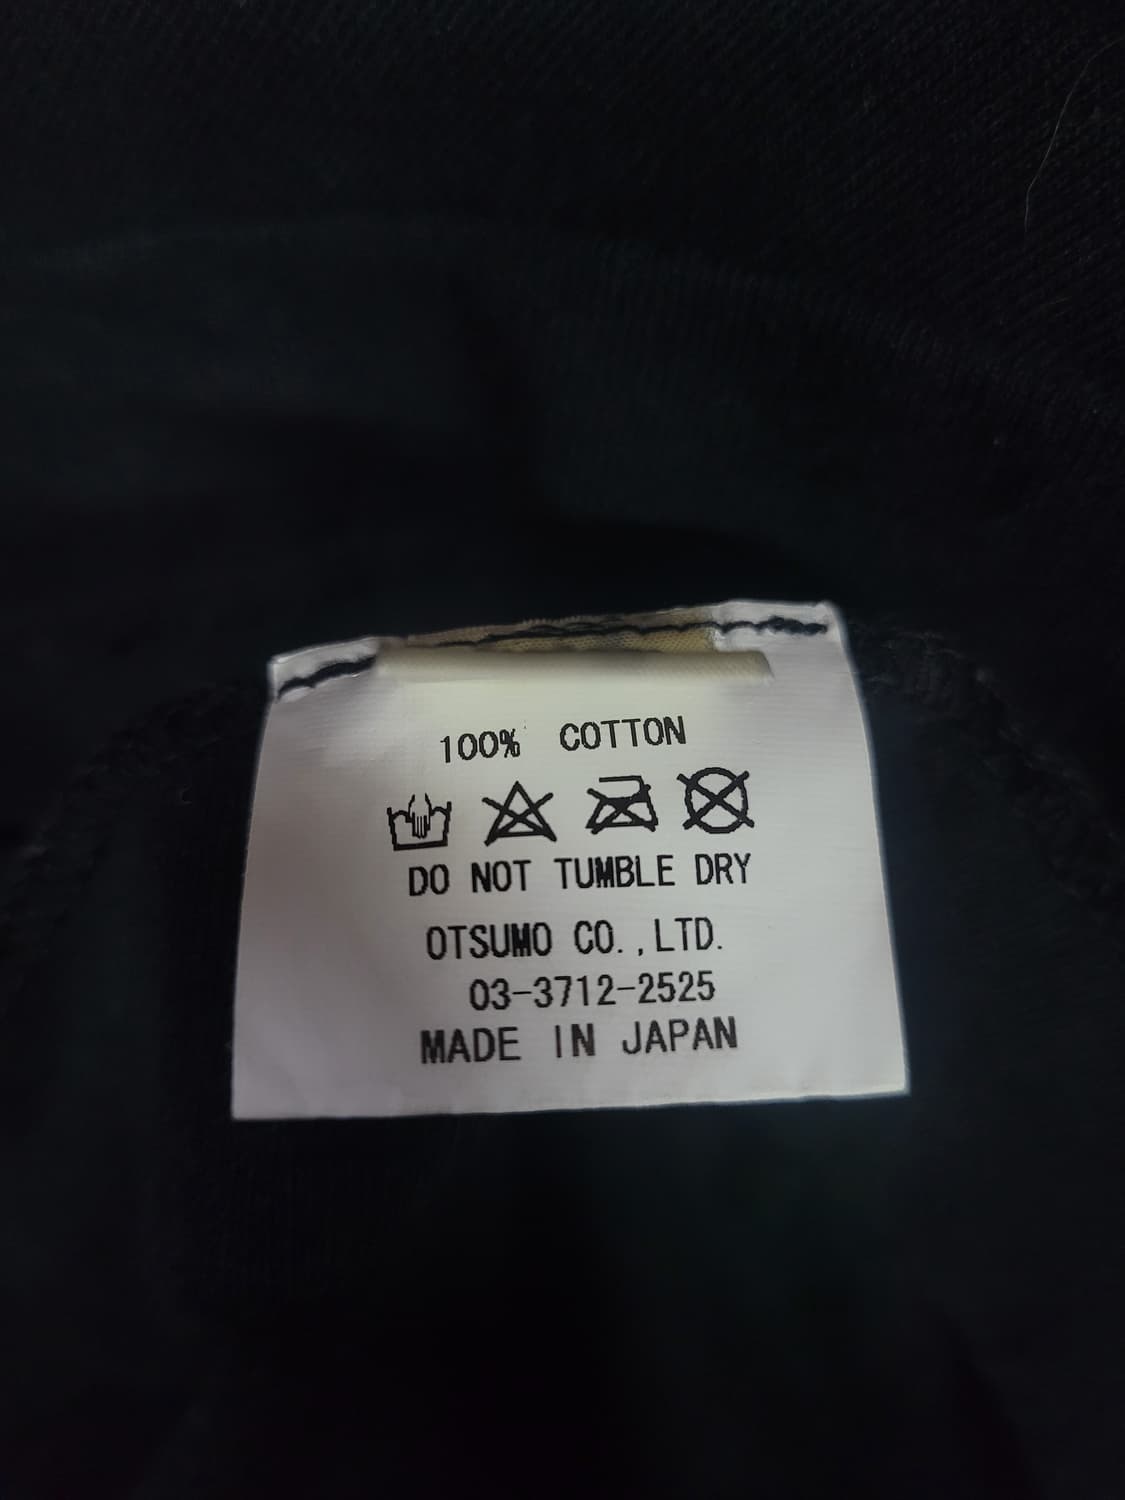 100% COTTON
DO NOT TUMBLE DRY
OTSUMO CO.,LTD.
03-3712-2525
MADE IN JAPAN